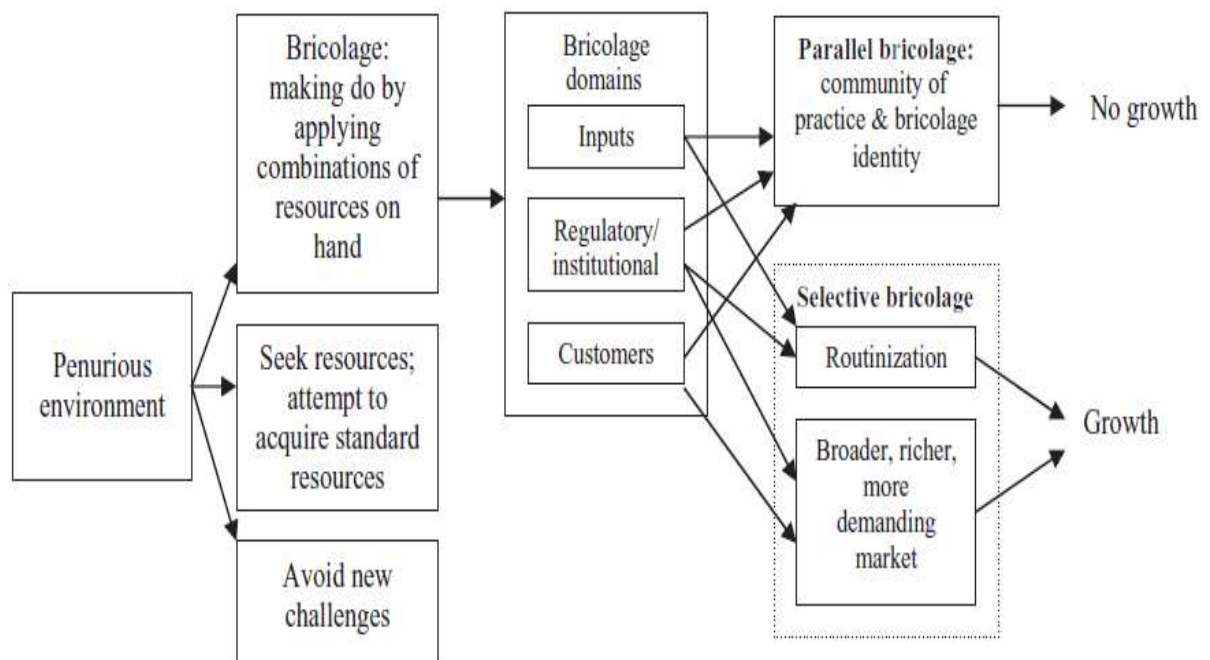 Bricolage:
making do by
applying
combinations of
resources on
hand
Bricolage
domains
Inputs
Regulatory/
institutional
Customers
Parallel bricolage:
community of
practice & bricolage
identity
No growth
Penurious
environment
Seek resources;
attempt to
acquire standard
resources
Avoid new
challenges
Selective bricolage
Routinization
Broader, richer,
more
demanding
market
Growth